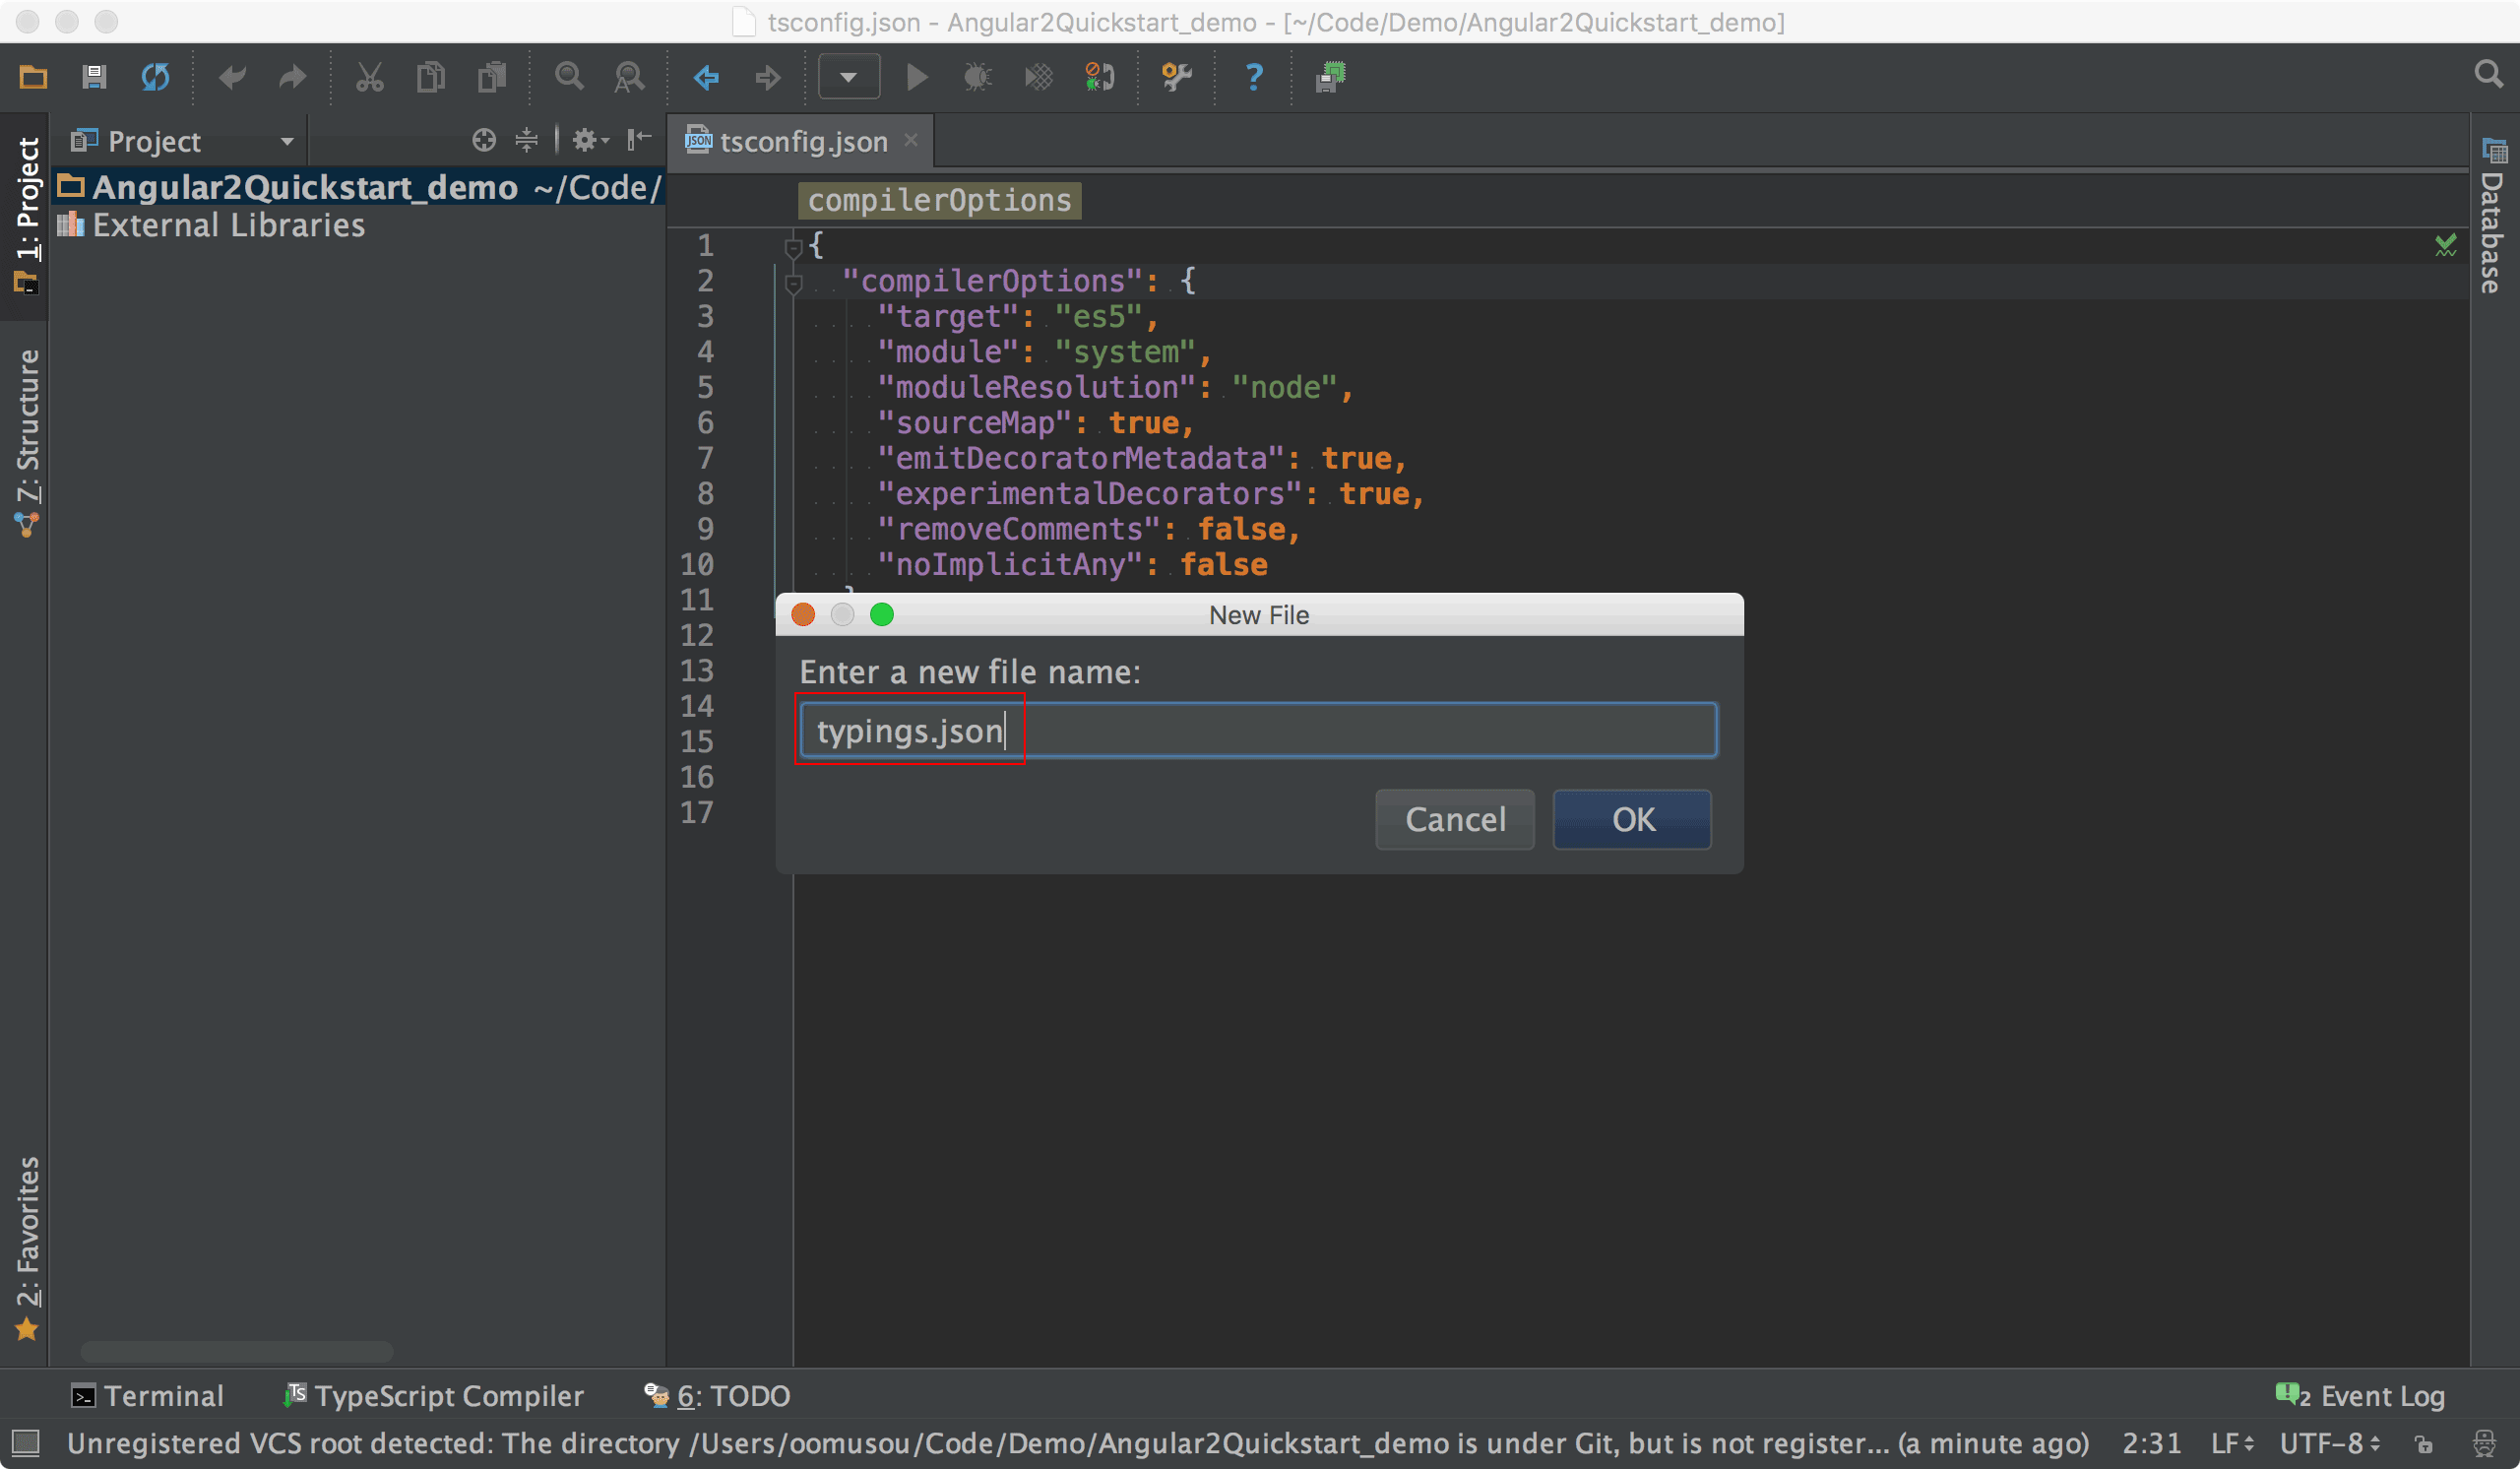 tsconfig.json - Angular2Quickstart_demo - [~/Code/Demo/Angular2Quickstart_demo]
Project
JSON tsconfig.json
1: Project
Angular2Quickstart_demo ~/Code/
External Libraries
7: Structure
2: Favorites
Database
compilerOptions
1 {
2 "compilerOptions": {
3 "target": "es5",
4 "module": "system",
5 "moduleResolution": "node",
6 "sourceMap": true,
7 "emitDecoratorMetadata": true,
8 "experimentalDecorators": true,
9 "removeComments": false,
10 "noImplicitAny": false
11
12
13
14
15
16
17
New File
Enter a new file name:
typings.json
Cancel OK
Terminal TS TypeScript Compiler 6: TODO 2 Event Log
Unregistered VCS root detected: The directory /Users/oomusou/Code/Demo/Angular2Quickstart_demo is under Git, but is not register... (a minute ago) 2:31 LF UTF-8